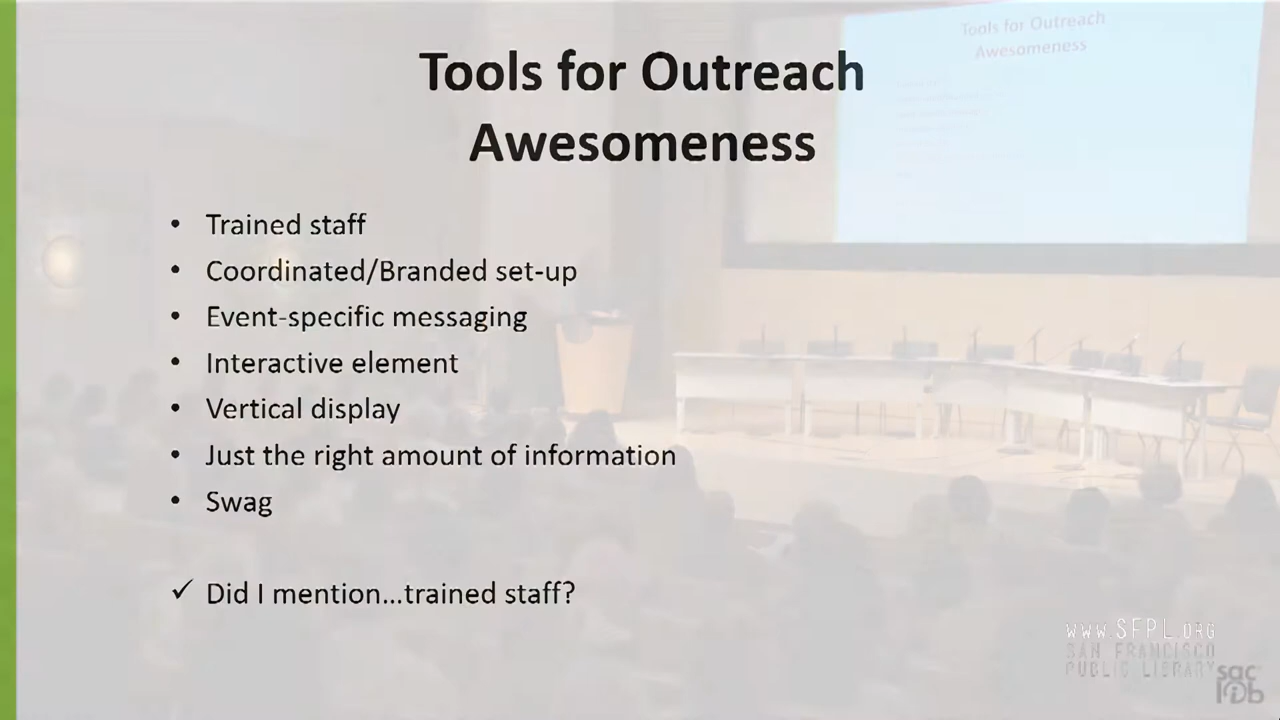 Tools for Outreach
Awesomeness
Tools for Outreach
Awesomeness
• Trained staff
• Coordinated/Branded set-up
• Event-specific messaging
• Interactive element
• Vertical display
• Just the right amount of information
• Swag
✓ Did I mention...trained staff?
WWW.SFPL.ORG
SAN FRANCISCO
PUBLIC LIBRARY
sac
lib